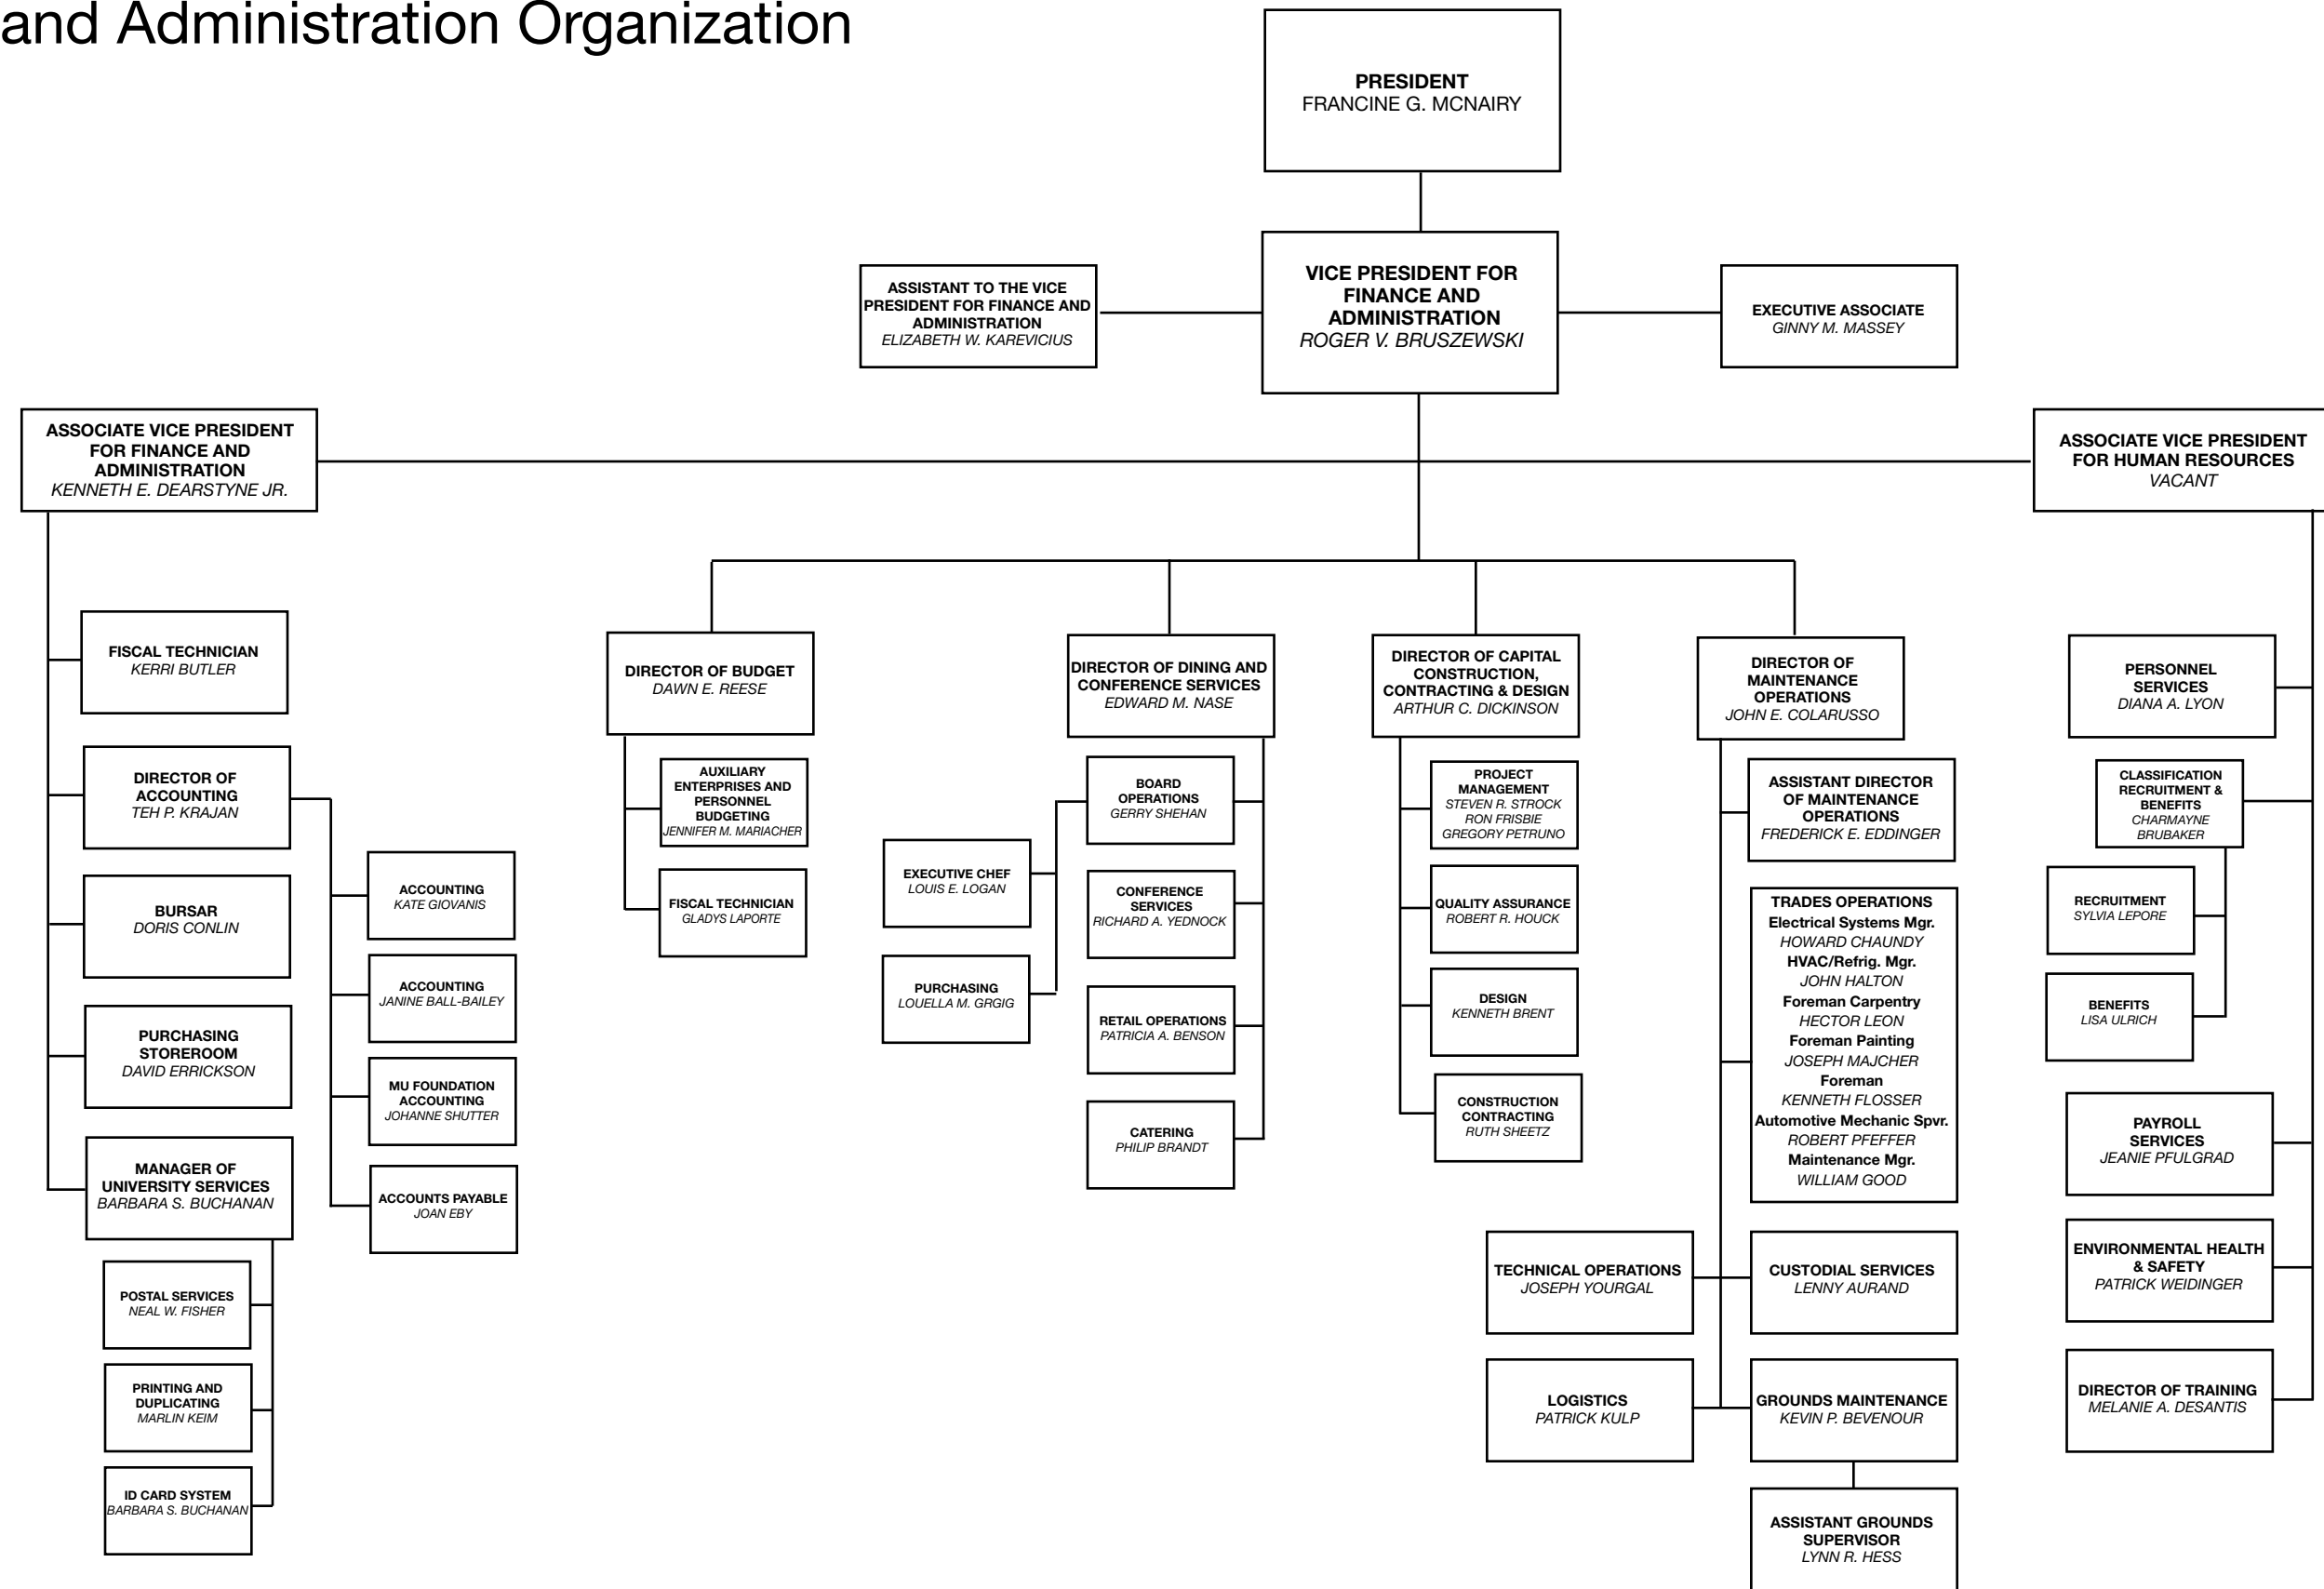 and Administration Organization
PRESIDENT
FRANCINE G. MCNAIRY
VICE PRESIDENT FOR
FINANCE AND
ADMINISTRATION
ROGER V. BRUSZEWSKI
ASSISTANT TO THE VICE
PRESIDENT FOR FINANCE AND
ADMINISTRATION
ELIZABETH W. KAREVICIUS
EXECUTIVE ASSOCIATE
GINNY M. MASSEY
ASSOCIATE VICE PRESIDENT
FOR FINANCE AND
ADMINISTRATION
KENNETH E. DEARSTYNE JR.
ASSOCIATE VICE PRESIDENT
FOR HUMAN RESOURCES
VACANT
FISCAL TECHNICIAN
KERRI BUTLER
DIRECTOR OF
ACCOUNTING
TEH P. KRAJAN
BURSAR
DORIS CONLIN
PURCHASING
STOREROOM
DAVID ERRICKSON
MANAGER OF
UNIVERSITY SERVICES
BARBARA S. BUCHANAN
POSTAL SERVICES
NEAL W. FISHER
PRINTING AND
DUPLICATING
MARLIN KEIM
ID CARD SYSTEM
BARBARA S. BUCHANAN
ACCOUNTING
KATE GIOVANIS
ACCOUNTING
JANINE BALL-BAILEY
MU FOUNDATION
ACCOUNTING
JOHANNE SHUTTER
ACCOUNTS PAYABLE
JOAN EBY
DIRECTOR OF BUDGET
DAWN E. REESE
AUXILIARY
ENTERPRISES AND
PERSONNEL
BUDGETING
JENNIFER M. MARIACHER
FISCAL TECHNICIAN
GLADYS LAPORTE
DIRECTOR OF DINING AND
CONFERENCE SERVICES
EDWARD M. NASE
BOARD
OPERATIONS
GERRY SHEHAN
EXECUTIVE CHEF
LOUIS E. LOGAN
PURCHASING
LOUELLA M. GRGIG
CONFERENCE
SERVICES
RICHARD A. YEDNOCK
RETAIL OPERATIONS
PATRICIA A. BENSON
CATERING
PHILIP BRANDT
DIRECTOR OF CAPITAL
CONSTRUCTION,
CONTRACTING & DESIGN
ARTHUR C. DICKINSON
PROJECT
MANAGEMENT
STEVEN R. STROCK
RON FRISBIE
GREGORY PETRUNO
QUALITY ASSURANCE
ROBERT R. HOUCK
DESIGN
KENNETH BRENT
CONSTRUCTION
CONTRACTING
RUTH SHEETZ
DIRECTOR OF
MAINTENANCE
OPERATIONS
JOHN E. COLARUSSO
ASSISTANT DIRECTOR
OF MAINTENANCE
OPERATIONS
FREDERICK E. EDDINGER
TRADES OPERATIONS
Electrical Systems Mgr.
HOWARD CHAUNDY
HVAC/Refrig. Mgr.
JOHN HALTON
Foreman Carpentry
HECTOR LEON
Foreman Painting
JOSEPH MAJCHER
Foreman
KENNETH FLOSSER
Automotive Mechanic Spvr.
ROBERT PFEFFER
Maintenance Mgr.
WILLIAM GOOD
TECHNICAL OPERATIONS
JOSEPH YOURGAL
CUSTODIAL SERVICES
LENNY AURAND
LOGISTICS
PATRICK KULP
GROUNDS MAINTENANCE
KEVIN P. BEVENOUR
ASSISTANT GROUNDS
SUPERVISOR
LYNN R. HESS
PERSONNEL
SERVICES
DIANA A. LYON
CLASSIFICATION
RECRUITMENT &
BENEFITS
CHARMAYNE
BRUBAKER
RECRUITMENT
SYLVIA LEPORE
BENEFITS
LISA ULRICH
PAYROLL
SERVICES
JEANIE PFULGRAD
ENVIRONMENTAL HEALTH
& SAFETY
PATRICK WEIDINGER
DIRECTOR OF TRAINING
MELANIE A. DESANTIS